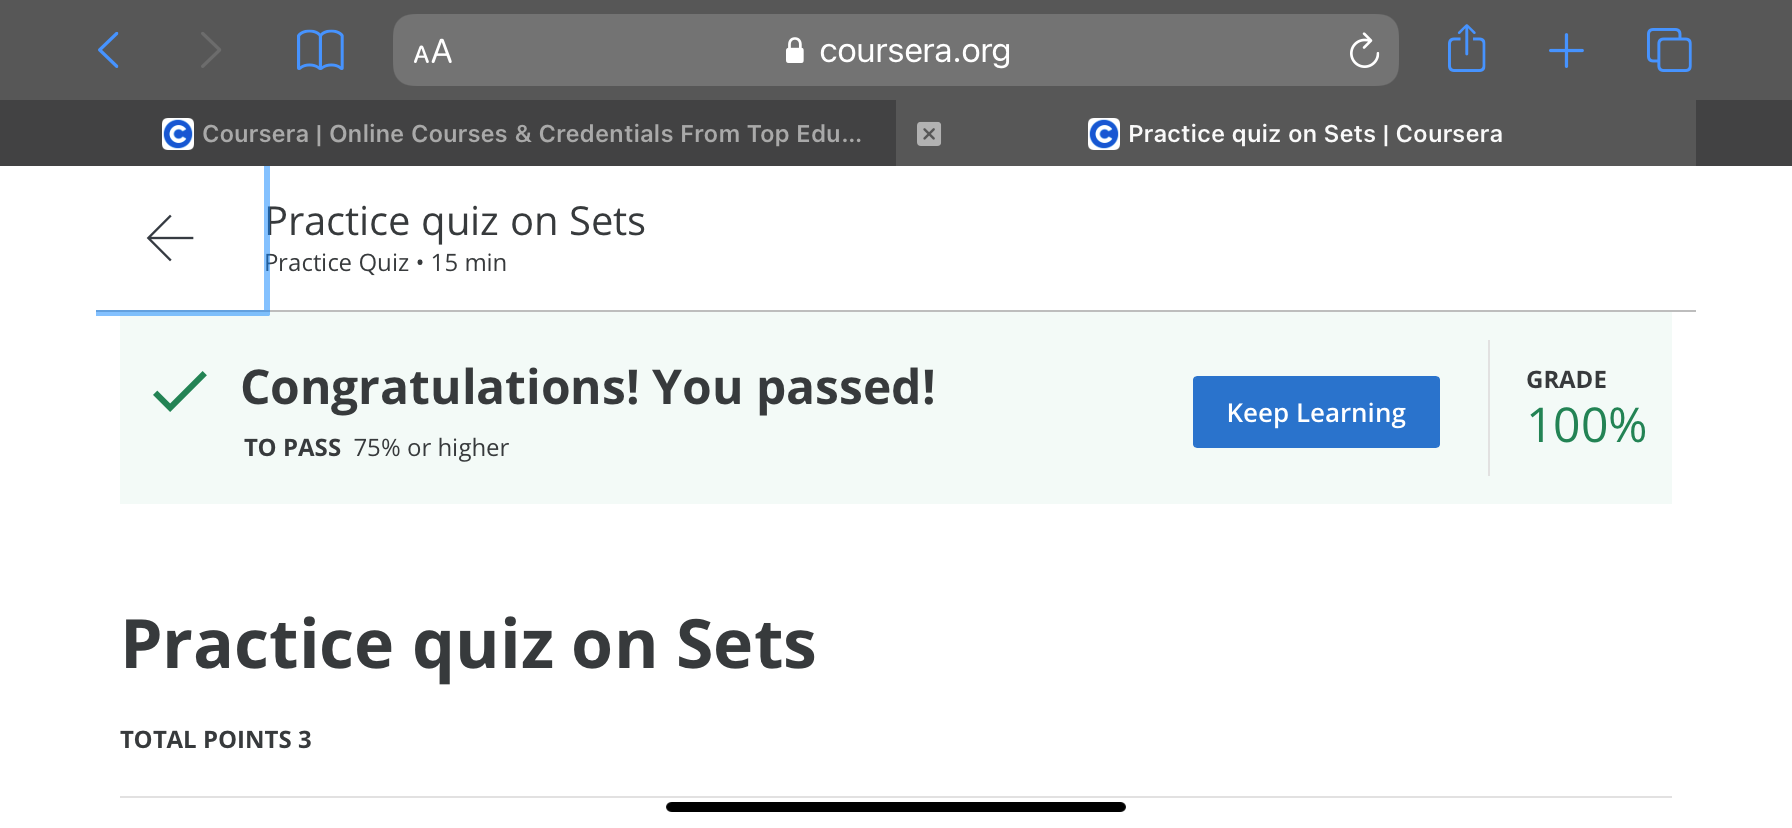 AA
coursera.org
Coursera | Online Courses & Credentials From Top Edu...
Practice quiz on Sets | Coursera
Practice quiz on Sets
Practice Quiz • 15 min
Congratulations! You passed!
TO PASS 75% or higher
Keep Learning
GRADE
100%
Practice quiz on Sets
TOTAL POINTS 3